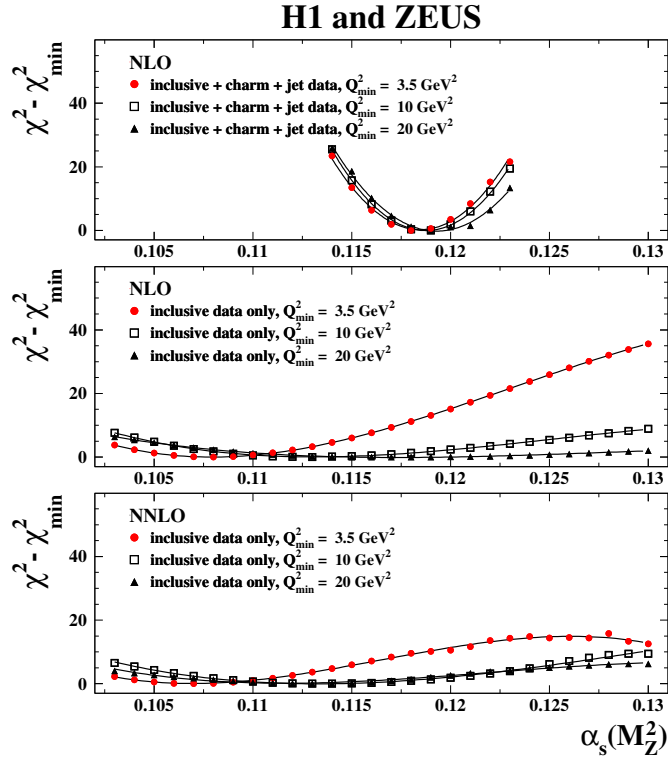 H1 and ZEUS
χ² - χ²min
60
40
20
0
NLO
inclusive + charm + jet data, Q²min = 3.5 GeV²
inclusive + charm + jet data, Q²min = 10 GeV²
inclusive + charm + jet data, Q²min = 20 GeV²
0.105 0.11 0.115 0.12 0.125 0.13
χ² - χ²min
40
20
0
NLO
inclusive data only, Q²min = 3.5 GeV²
inclusive data only, Q²min = 10 GeV²
inclusive data only, Q²min = 20 GeV²
0.105 0.11 0.115 0.12 0.125 0.13
χ² - χ²min
40
20
0
NNLO
inclusive data only, Q²min = 3.5 GeV²
inclusive data only, Q²min = 10 GeV²
inclusive data only, Q²min = 20 GeV²
0.105 0.11 0.115 0.12 0.125 0.13
αs(M²Z)